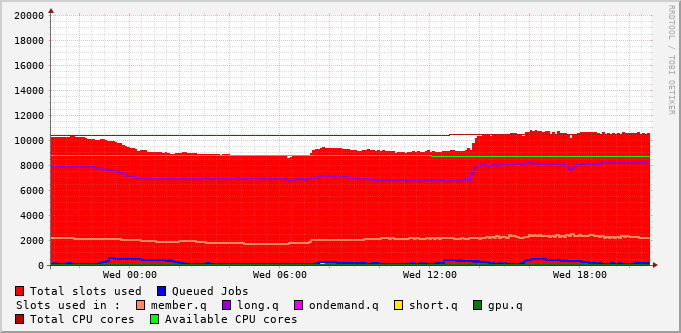 20000
18000
16000
14000
12000
10000
8000
6000
4000
2000
0
Wed 00:00 Wed 06:00 Wed 12:00 Wed 18:00
Total slots used Queued Jobs
Slots used in : member.q long.q ondemand.q short.q gpu.q
Total CPU cores Available CPU cores
RRDTOOL / TOBI OETIKER